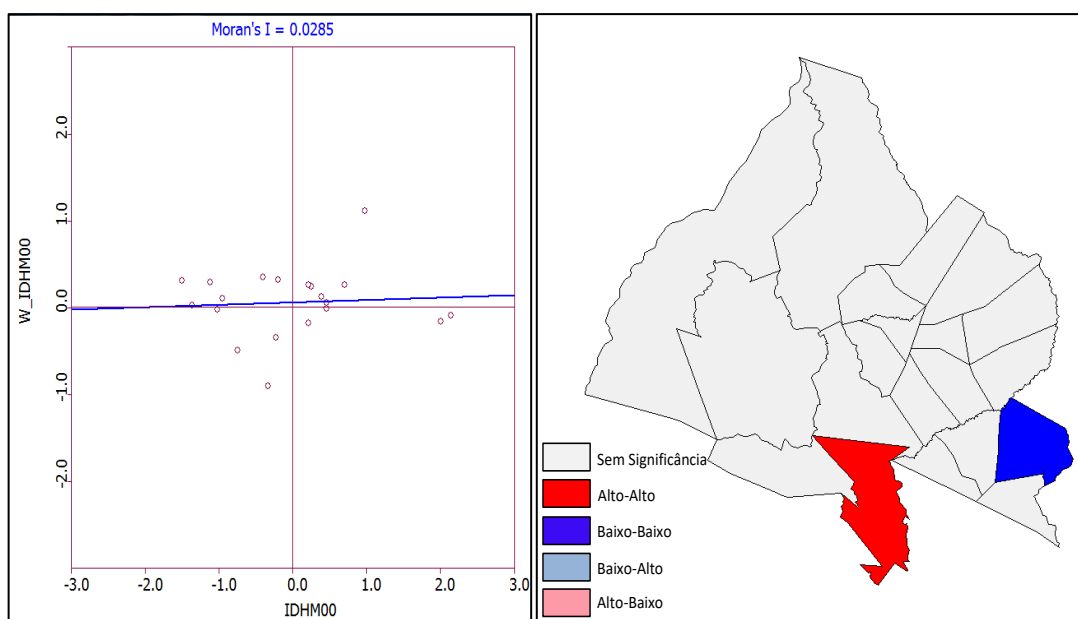 Moran's I = 0.0285
2.0
1.0
0.0
-1.0
-2.0
W_IDHM00
-3.0 -2.0 -1.0 0.0 1.0 2.0 3.0
IDHM00
Sem Significância
Alto-Alto
Baixo-Baixo
Baixo-Alto
Alto-Baixo